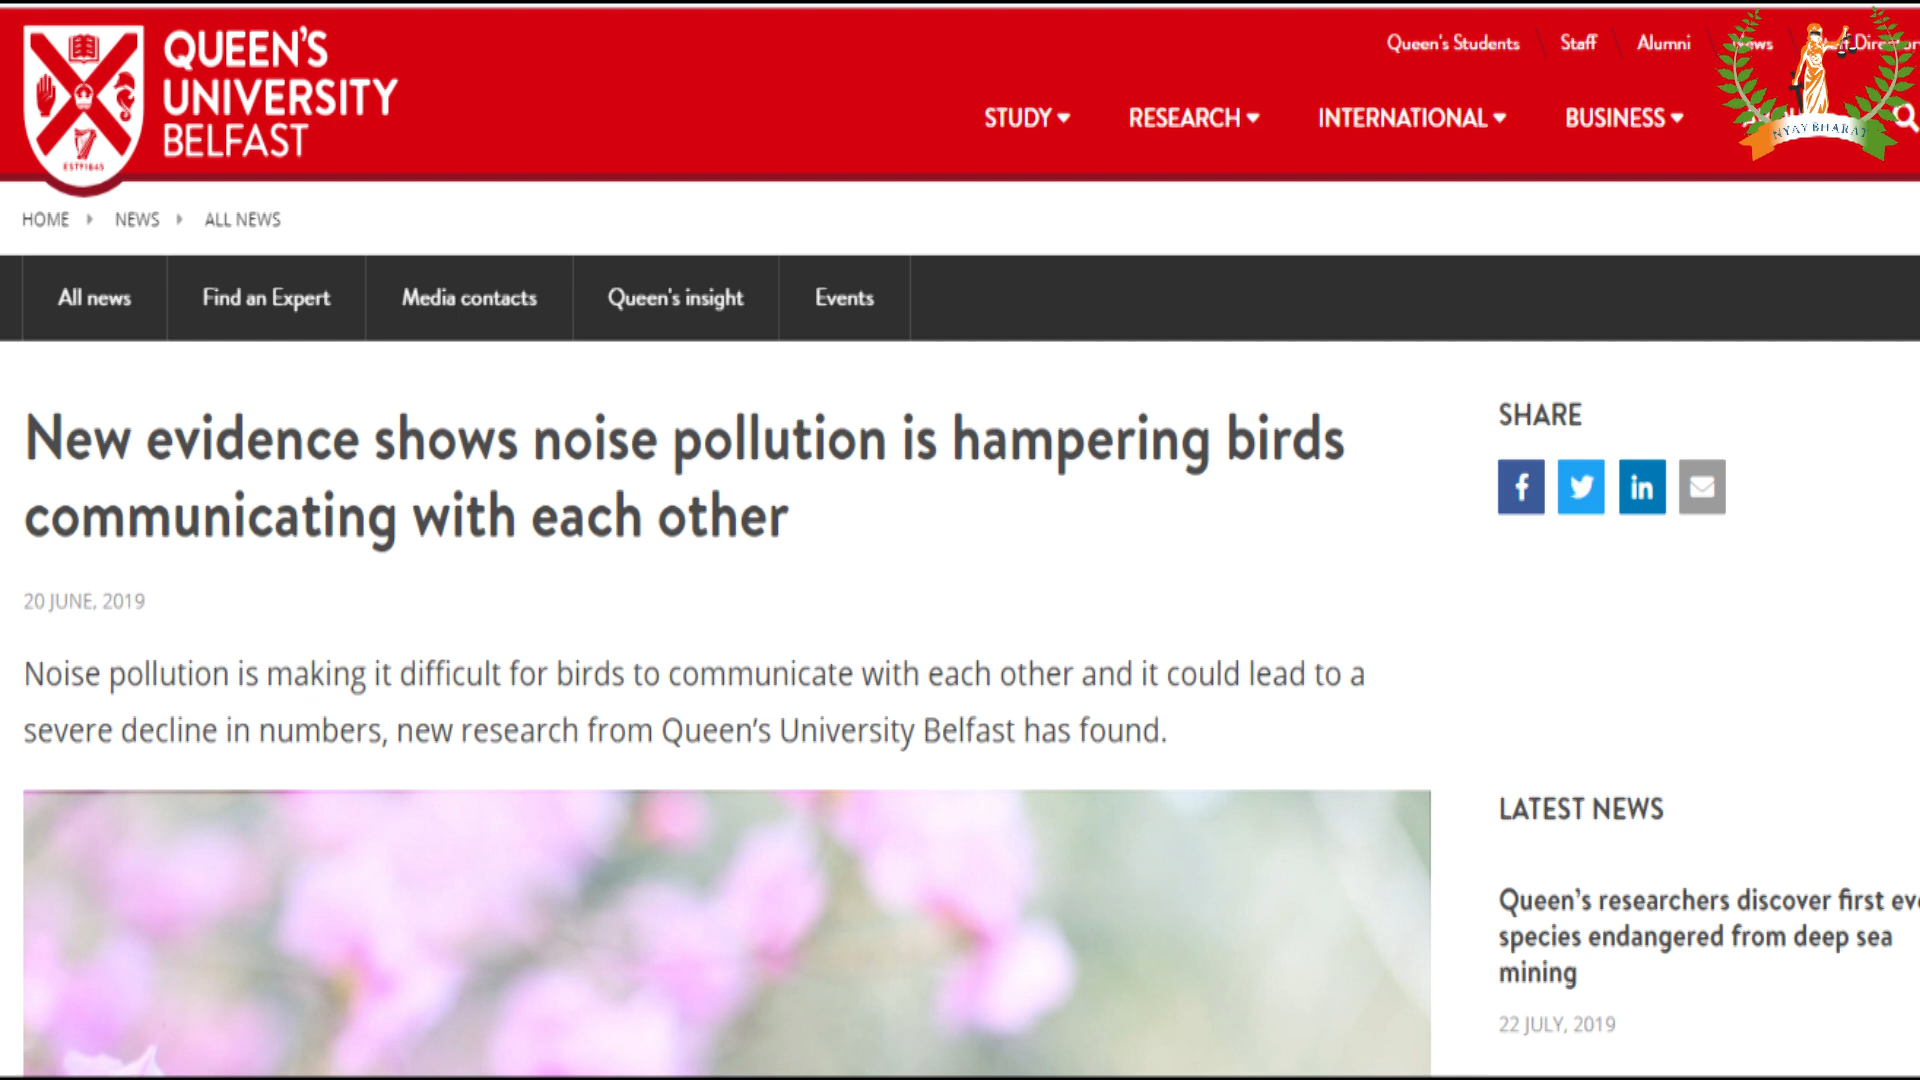 QUEEN'S
UNIVERSITY
BELFAST
ESTD1845
Queen's Students
Staff
Alumni
STUDY
RESEARCH
INTERNATIONAL
BUSINESS
NYAY BHARAT
HOME
NEWS
ALL NEWS
All news
Find an Expert
Media contacts
Queen's insight
Events
New evidence shows noise pollution is hampering birds
communicating with each other
20 JUNE, 2019
Noise pollution is making it difficult for birds to communicate with each other and it could lead to a
severe decline in numbers, new research from Queen's University Belfast has found.
SHARE
LATEST NEWS
Queen's researchers discover first
species endangered from deep sea
mining
22 JULY, 2019